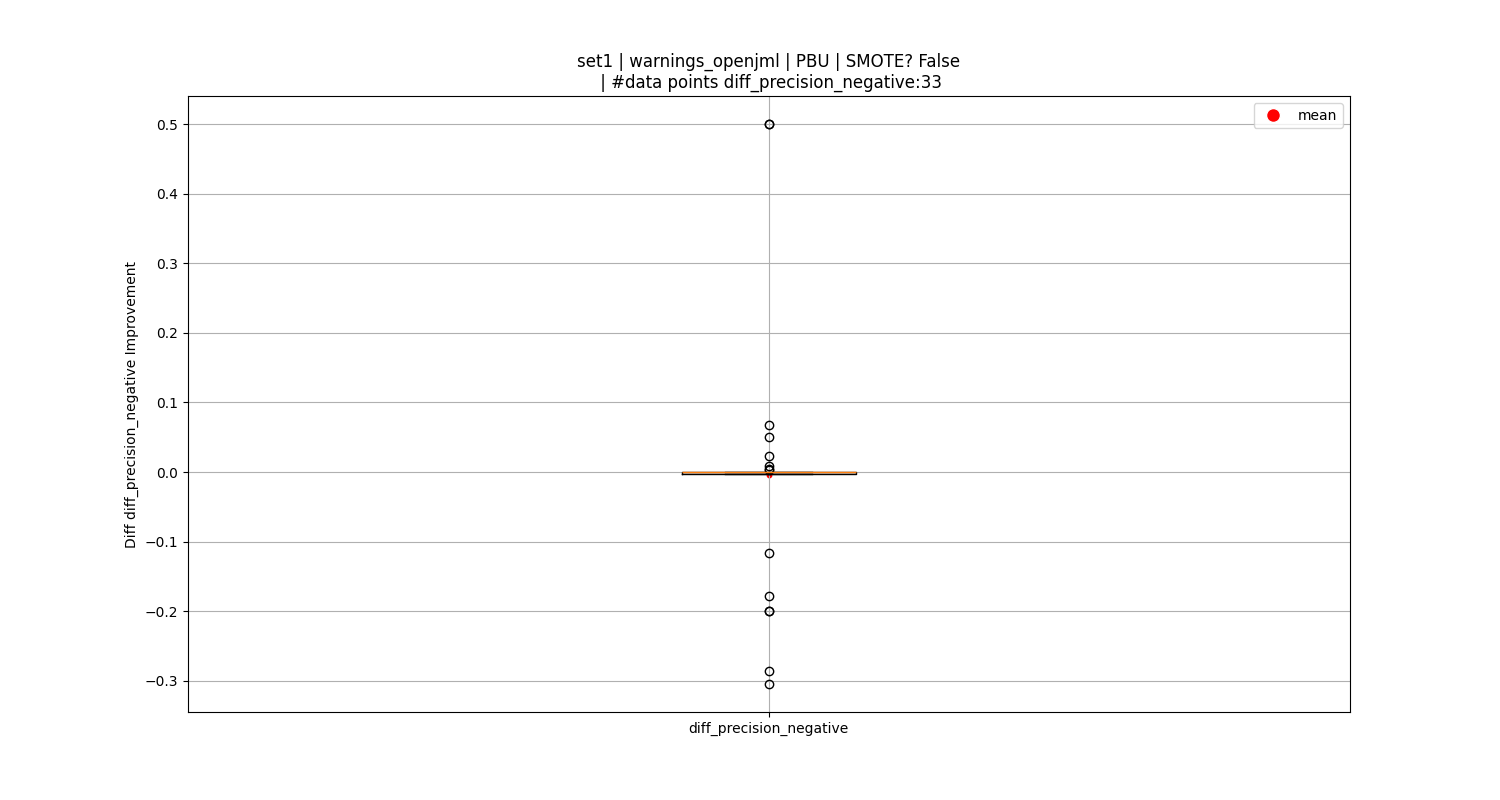 set1 | warnings_openjml | PBU | SMOTE? False
| #data points diff_precision_negative:33
mean
0.5
0.4
0.3
0.2
0.1
0.0
−0.1
−0.2
−0.3
Diff diff_precision_negative Improvement
diff_precision_negative